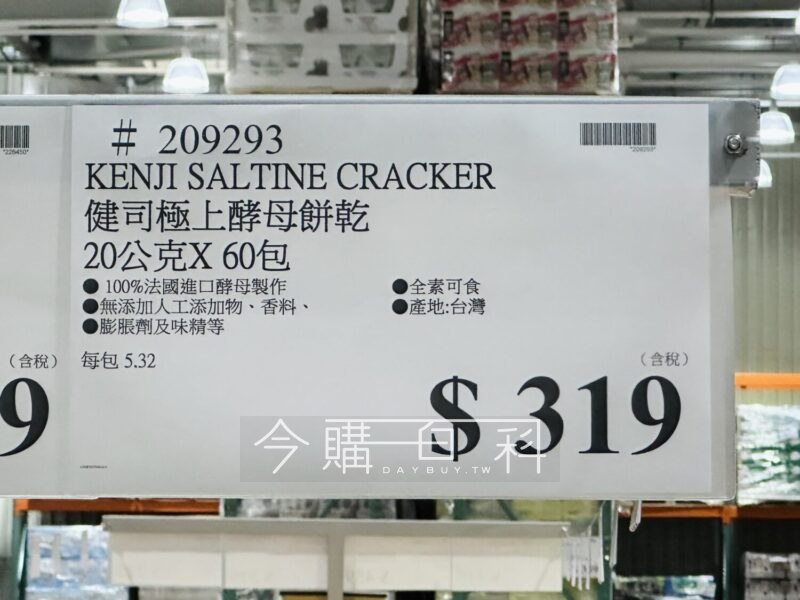 # 209293
KENJI SALTINE CRACKER
健司極上酵母餅乾
20公克X 60包
● 100%法國進口酵母製作
●無添加人工添加物、香料、
●膨脹劑及味精等
●全素可食
●產地:台灣
每包 5.32
(含稅)
$ 319
(含稅)
9
*226450*
*209293*
今購百科
DAYBUY.TW